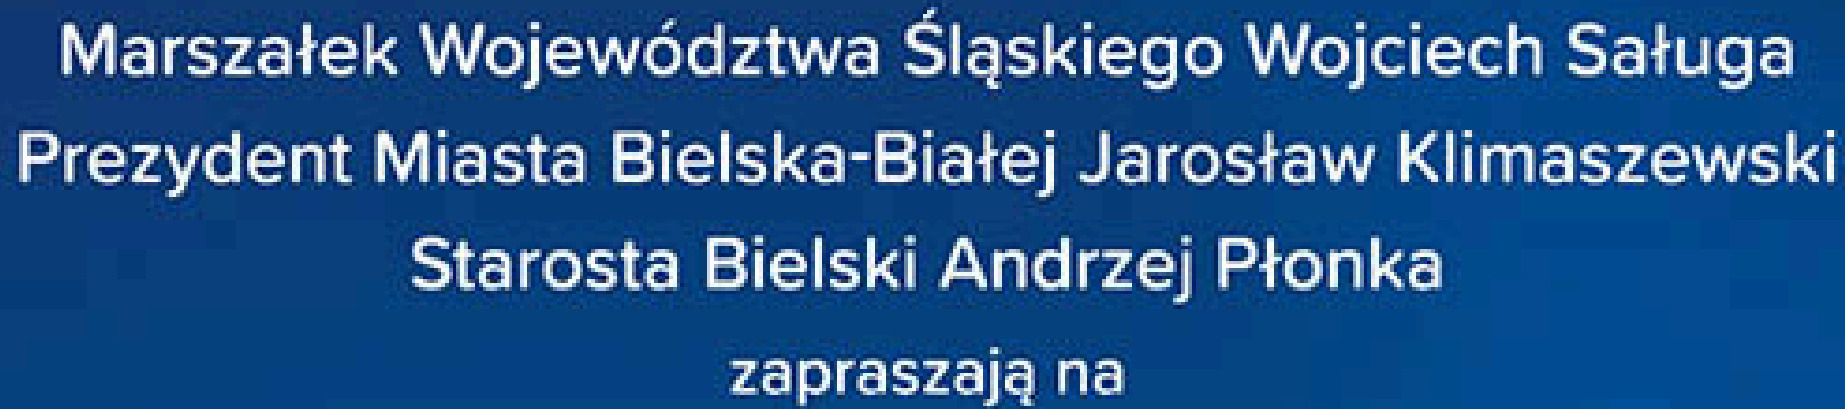 Marszałek Województwa Śląskiego Wojciech Saługa
Prezydent Miasta Bielska-Białej Jarosław Klimaszewski
Starosta Bielski Andrzej Płonka
zapraszają na